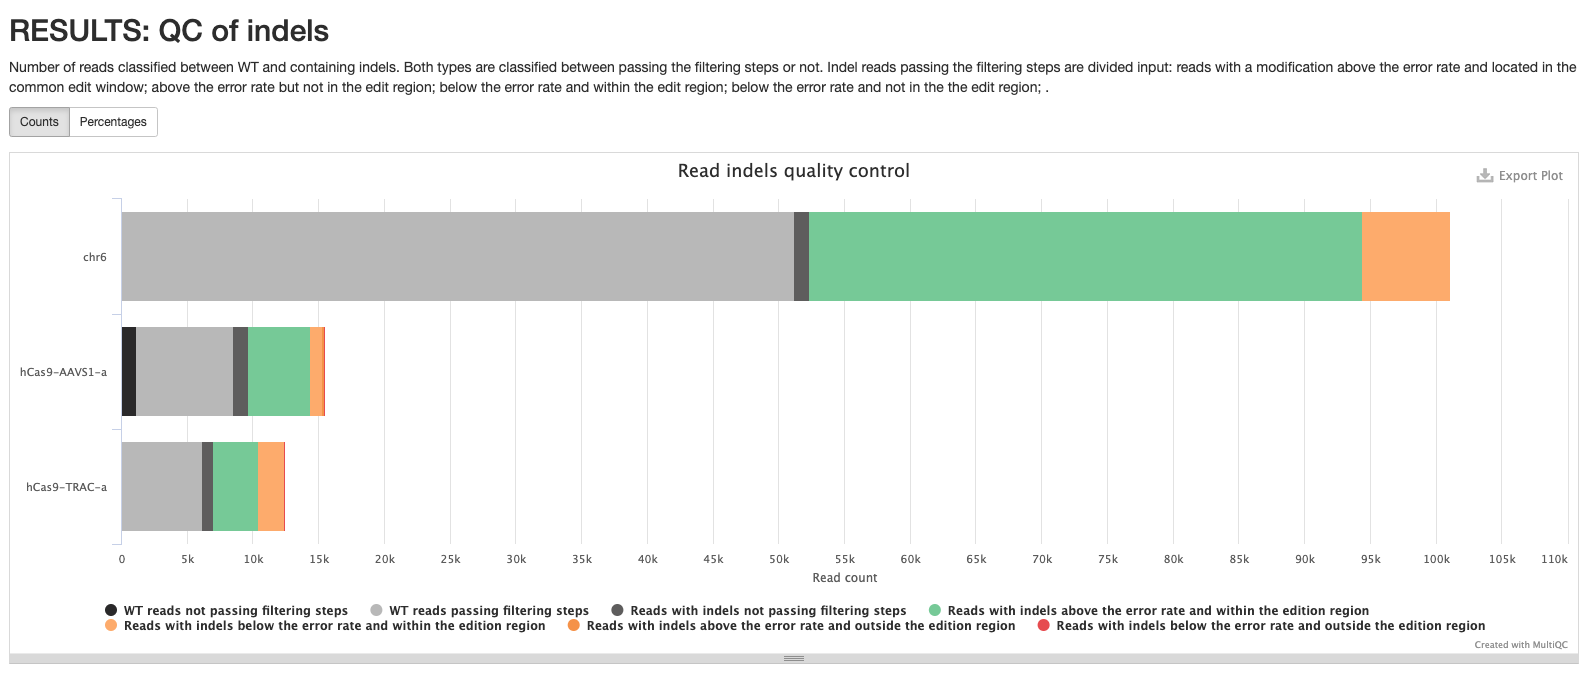 RESULTS: QC of indels
Number of reads classified between WT and containing indels. Both types are classified between passing the filtering steps or not. Indel reads passing the filtering steps are divided input: reads with a modification above the error rate and located in the
common edit window; above the error rate but not in the edit region; below the error rate and within the edit region; below the error rate and not in the the edit region; .
Counts Percentages
Read indels quality control
Export Plot
chr6
hCas9-AAVS1-a
hCas9-TRAC-a
0 5k 10k 15k 20k 25k 30k 35k 40k 45k 50k 55k 60k 65k 70k 75k 80k 85k 90k 95k 100k 105k 110k
Read count
WT reads not passing filtering steps WT reads passing filtering steps Reads with indels not passing filtering steps Reads with indels above the error rate and within the edition region
Reads with indels below the error rate and within the edition region Reads with indels above the error rate and outside the edition region Reads with indels below the error rate and outside the edition region
Created with MultiQC